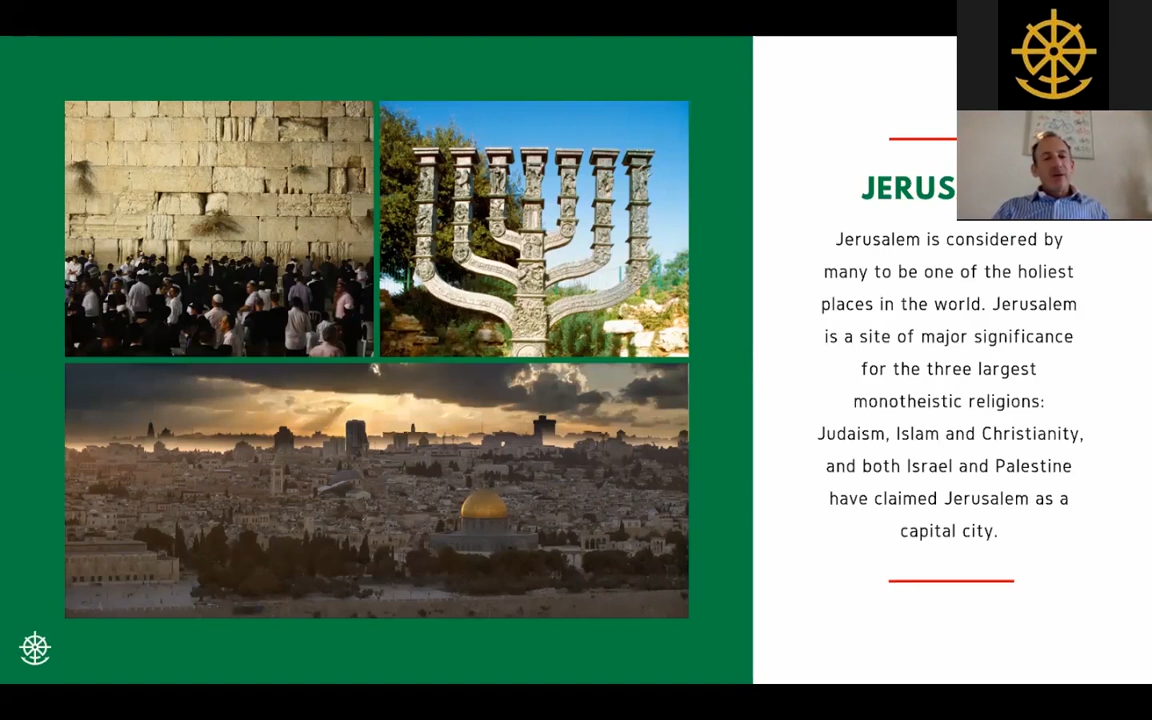 JERUS
Jerusalem is considered by
many to be one of the holiest
places in the world. Jerusalem
is a site of major significance
for the three largest
monotheistic religions:
Judaism, Islam and Christianity,
and both Israel and Palestine
have claimed Jerusalem as a
capital city.